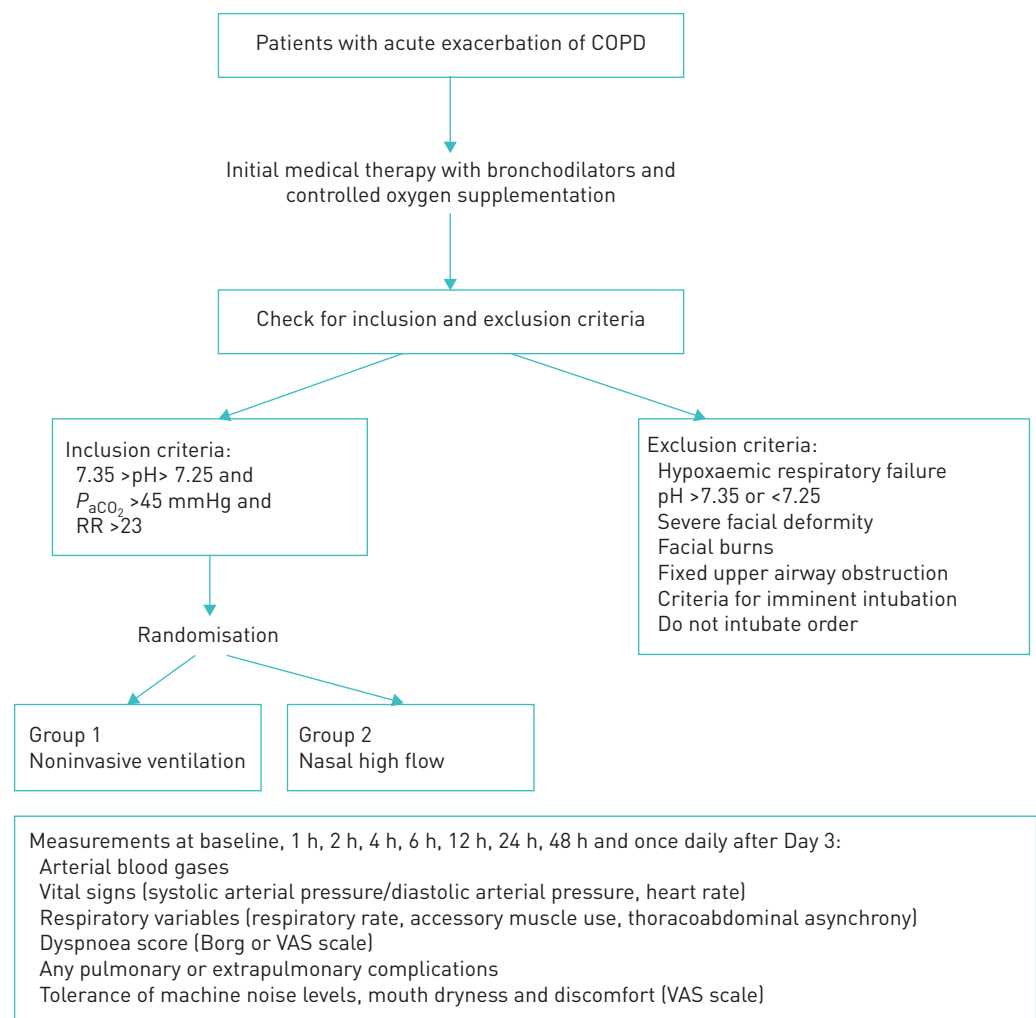 Patients with acute exacerbation of COPD
Initial medical therapy with bronchodilators and
controlled oxygen supplementation
Check for inclusion and exclusion criteria
Inclusion criteria:
7.35 >pH> 7.25 and
PaCO2 >45 mmHg and
RR >23
Exclusion criteria:
Hypoxaemic respiratory failure
pH >7.35 or <7.25
Severe facial deformity
Facial burns
Fixed upper airway obstruction
Criteria for imminent intubation
Do not intubate order
Randomisation
Group 1
Noninvasive ventilation
Group 2
Nasal high flow
Measurements at baseline, 1 h, 2 h, 4 h, 6 h, 12 h, 24 h, 48 h and once daily after Day 3:
Arterial blood gases
Vital signs (systolic arterial pressure/diastolic arterial pressure, heart rate)
Respiratory variables (respiratory rate, accessory muscle use, thoracoabdominal asynchrony)
Dyspnoea score (Borg or VAS scale)
Any pulmonary or extrapulmonary complications
Tolerance of machine noise levels, mouth dryness and discomfort (VAS scale)